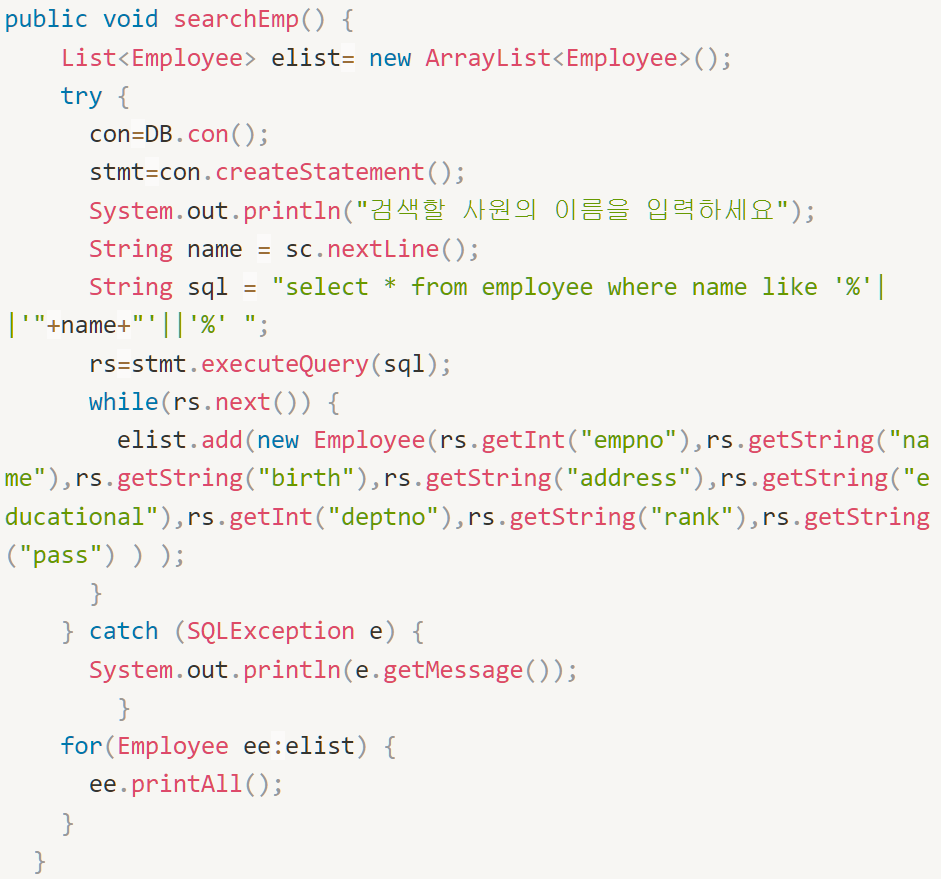 public void searchEmp() {
    List<Employee> elist= new ArrayList<Employee>();
    try {
      con=DB.con();
      stmt=con.createStatement();
      System.out.println("검색할 사원의 이름을 입력하세요");
      String name = sc.nextLine();
      String sql = "select * from employee where name like '%'|
|'"+name+"'||'%' ";
      rs=stmt.executeQuery(sql);
      while(rs.next()) {
        elist.add(new Employee(rs.getInt("empno"),rs.getString("na
me"),rs.getString("birth"),rs.getString("address"),rs.getString("e
ducational"),rs.getInt("deptno"),rs.getString("rank"),rs.getString
("pass") ) );
      }
    } catch (SQLException e) {
      System.out.println(e.getMessage());
        }
    for(Employee ee:elist) {
      ee.printAll();
    }
  }